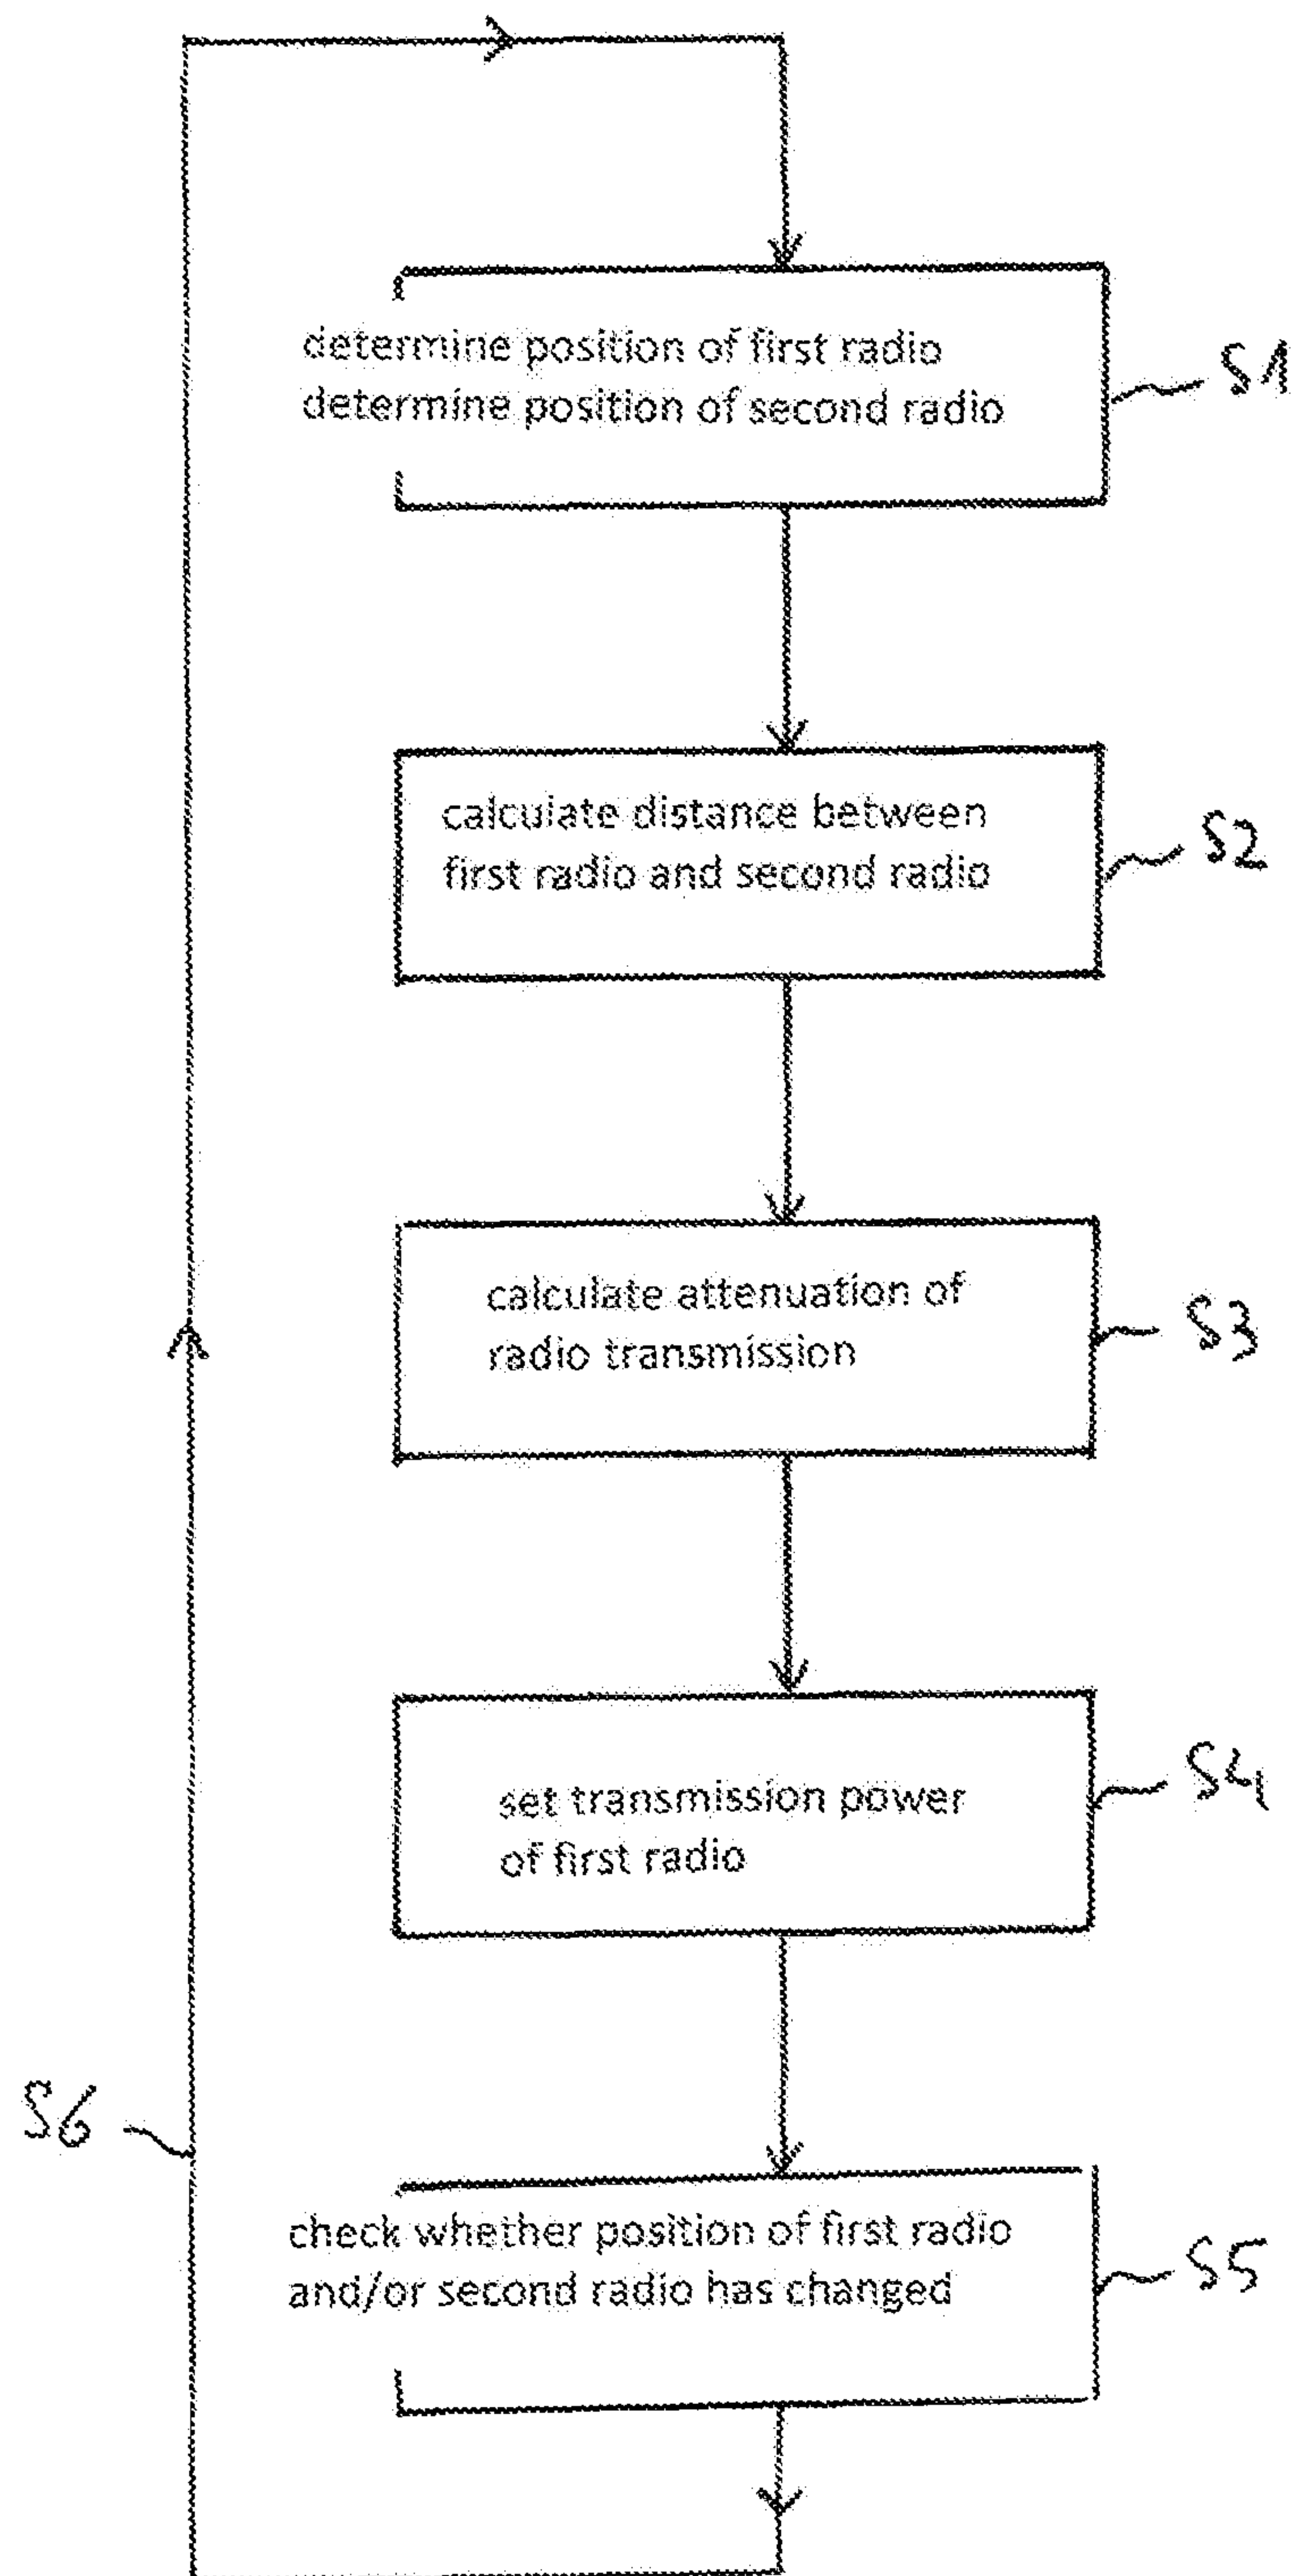 determine position of first radio
determine position of second radio
S1
calculate distance between
first radio and second radio
S2
calculate attenuation of
radio transmission
S3
set transmission power
of first radio
S4
S6
check whether position of first radio
and/or second radio has changed
S5